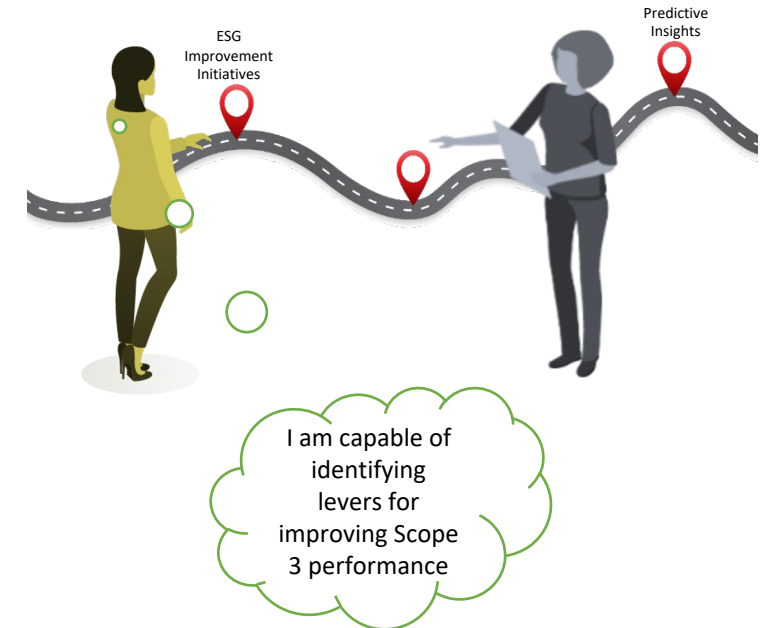 ESG
Improvement
Initiatives
Predictive
Insights
I am capable of
identifying
levers for
improving Scope
3 performance